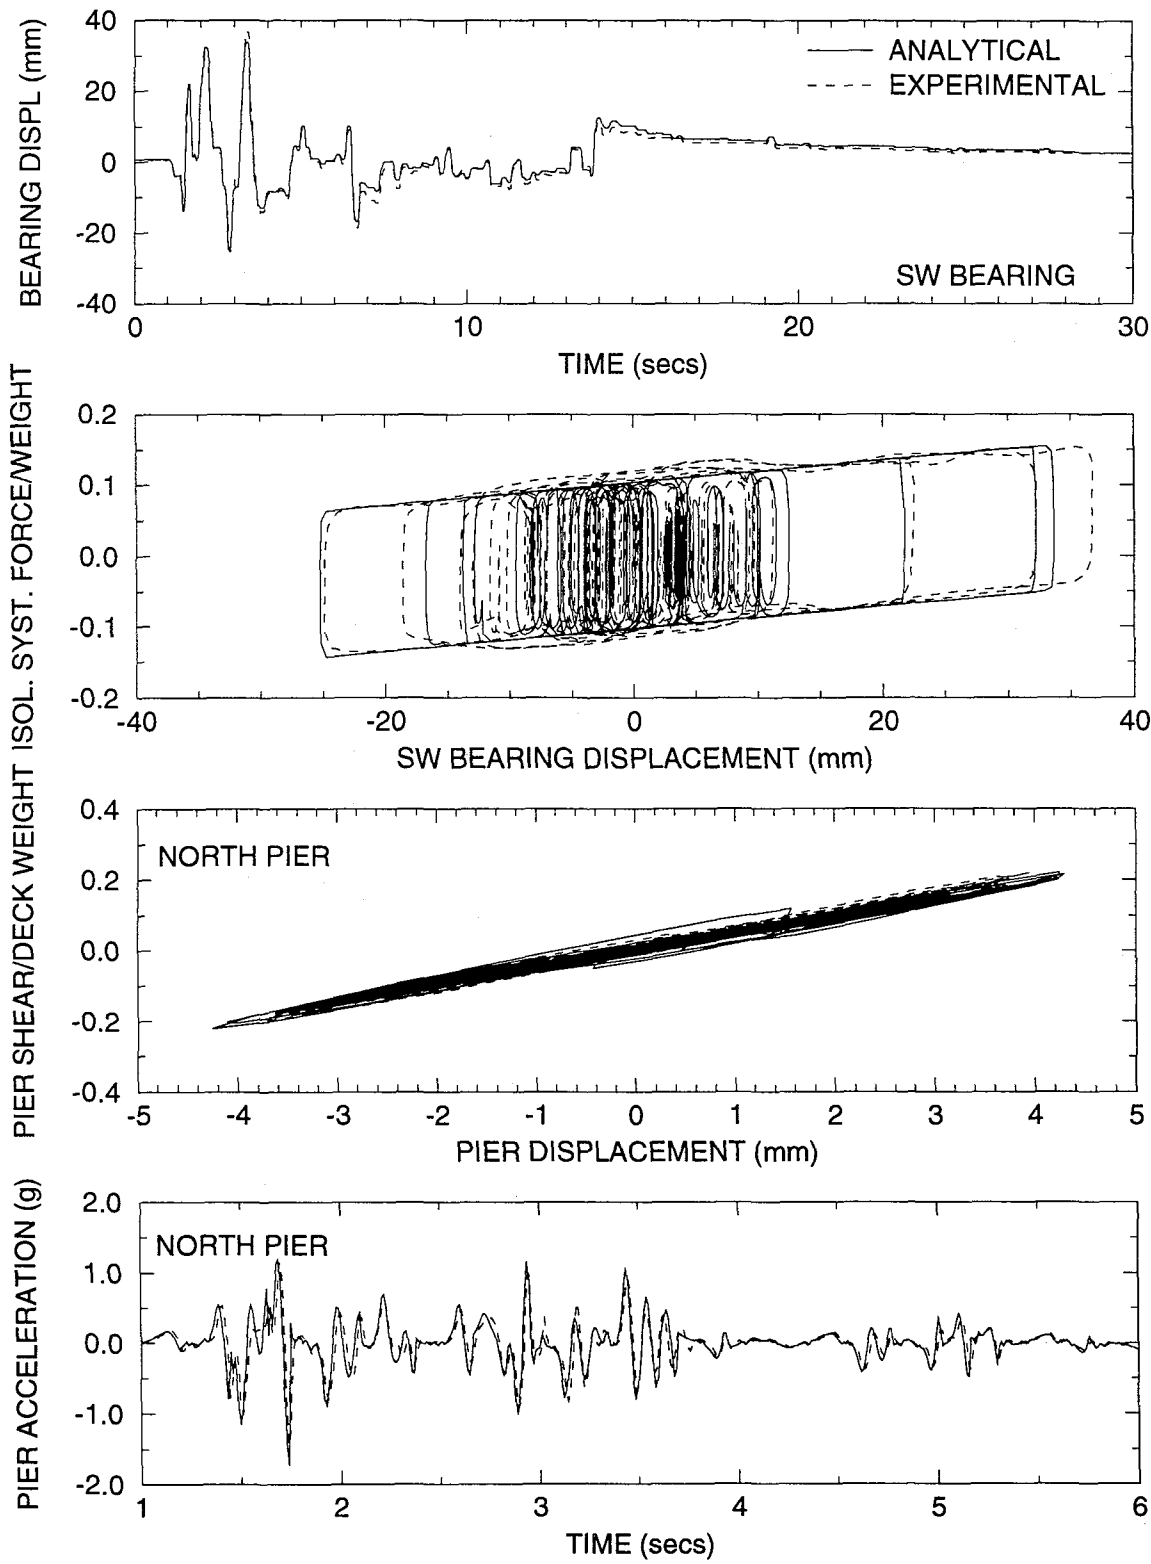 BEARING DISPL (mm)
40
20
0
-20
-40
ANALYTICAL
EXPERIMENTAL
SW BEARING
0 10 20 30
TIME (secs)
ISOL. SYST. FORCE/WEIGHT
0.2
0.1
0.0
-0.1
-0.2
-40 -20 0 20 40
SW BEARING DISPLACEMENT (mm)
PIER SHEAR/DECK WEIGHT
0.4
0.2
0.0
-0.2
-0.4
NORTH PIER
-5 -4 -3 -2 -1 0 1 2 3 4 5
PIER DISPLACEMENT (mm)
PIER ACCELERATION (g)
2.0
1.0
0.0
-1.0
-2.0
NORTH PIER
1 2 3 4 5 6
TIME (secs)